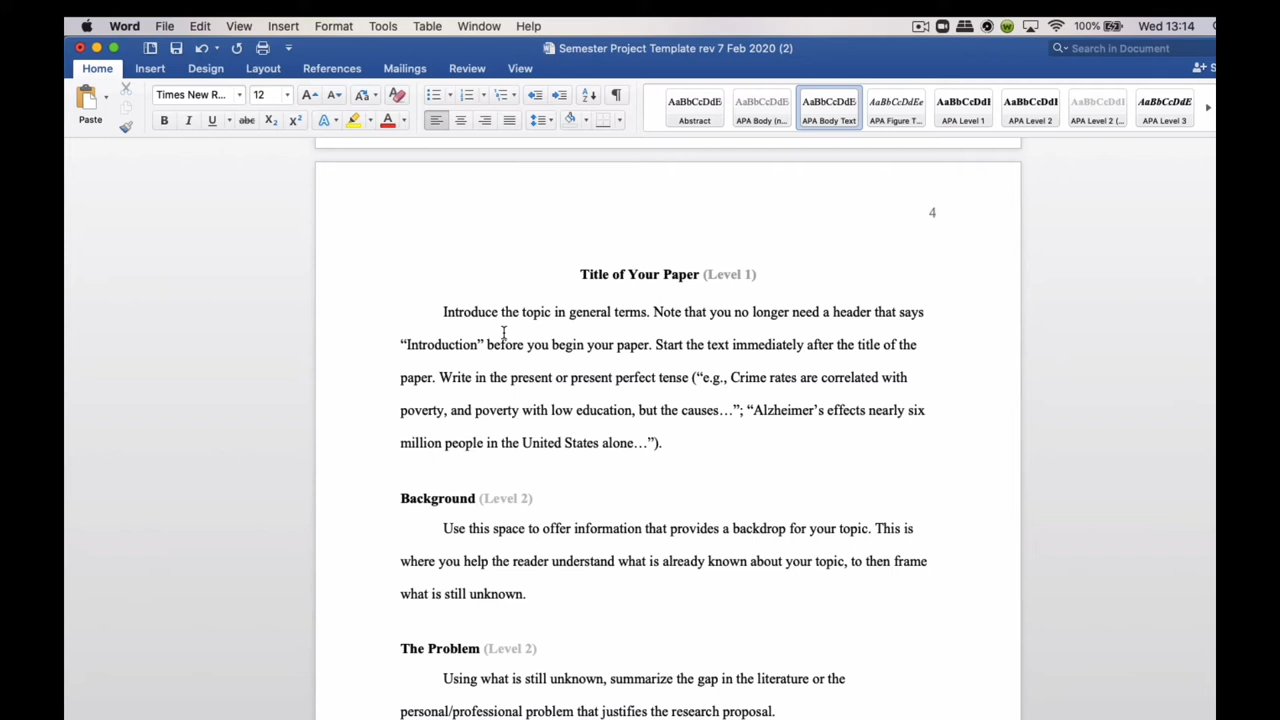 Word File Edit View Insert Format Tools Table Window Help 100% Wed 13:14
Semester Project Template rev 7 Feb 2020 (2) Search in Document
Home Insert Design Layout References Mailings Review View
Paste Times New R... 12
AaBbCcDdE AaBbCcDdE AaBbCcDdE AaBbCcDdE AaBbCcDdI AaBbCcDdI AaBbCcDdI AaBbCcDdE
Abstract APA Body (n... APA Body Text APA Figure T... APA Level 1 APA Level 2 APA Level 2 (... APA Level 3
B I U abc X₂ X² A A
4
Title of Your Paper (Level 1)
Introduce the topic in general terms. Note that you no longer need a header that says
“Introduction” before you begin your paper. Start the text immediately after the title of the
paper. Write in the present or present perfect tense (“e.g., Crime rates are correlated with
poverty, and poverty with low education, but the causes…”; “Alzheimer’s effects nearly six
million people in the United States alone…”).
Background (Level 2)
Use this space to offer information that provides a backdrop for your topic. This is
where you help the reader understand what is already known about your topic, to then frame
what is still unknown.
The Problem (Level 2)
Using what is still unknown, summarize the gap in the literature or the
personal/professional problem that justifies the research proposal.